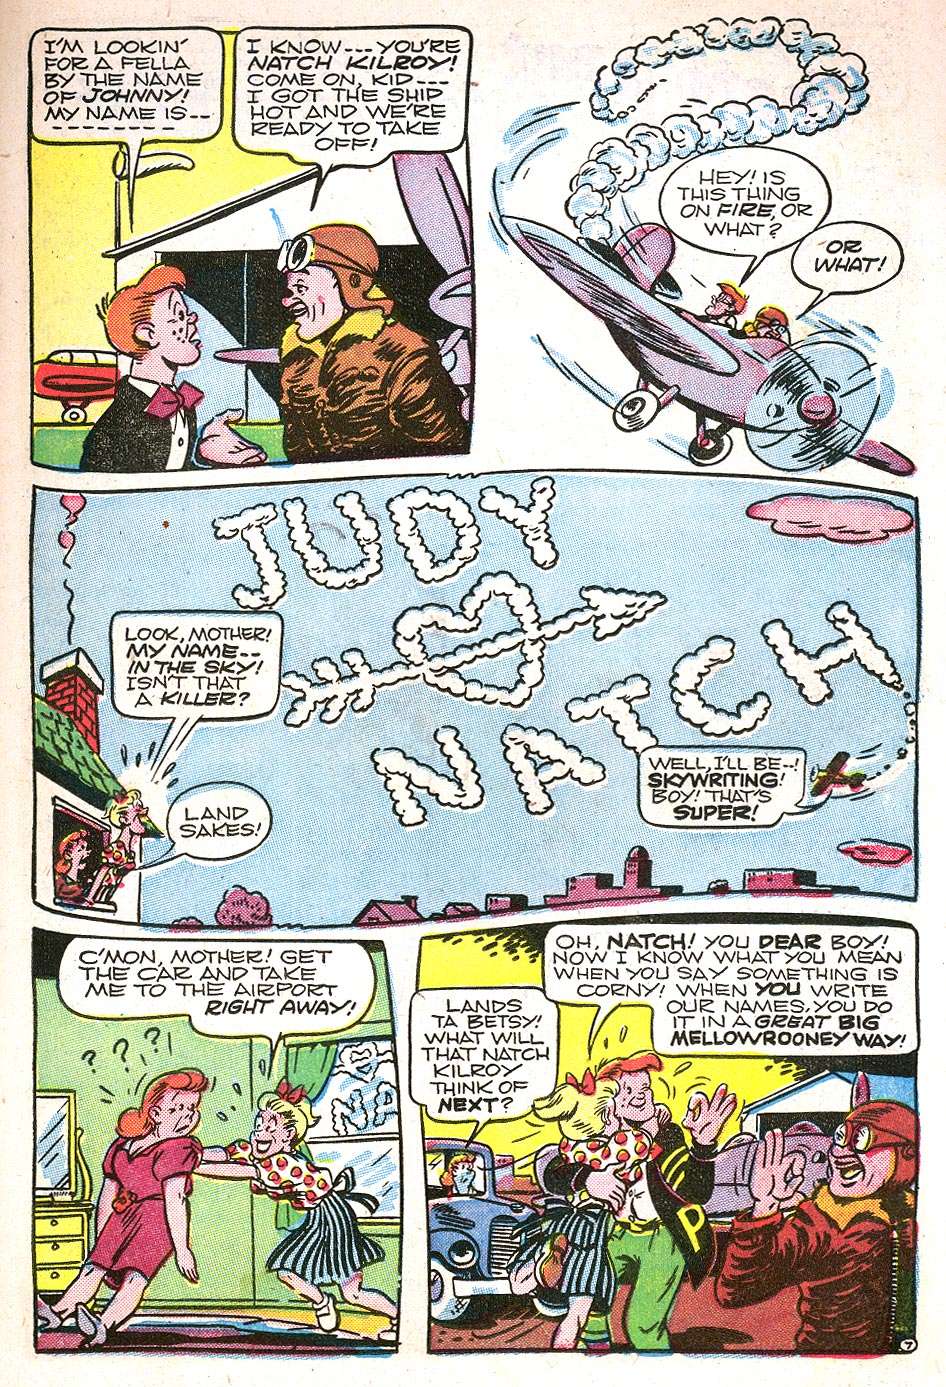 I'M LOOKIN'
FOR A FELLA
BY THE NAME
OF JOHNNY!
MY NAME IS --
- - - - - - - - -
I KNOW --- YOU'RE
NATCH KILROY!
COME ON, KID ---
I GOT THE SHIP
HOT AND WE'RE
READY TO TAKE
OFF!
HEY! IS
THIS THING
ON FIRE, OR
WHAT?
OR
WHAT!
JUDY
NATCH
LOOK, MOTHER!
MY NAME--
IN THE SKY!
ISN'T THAT
A KILLER?
LAND
SAKES!
WELL, I'LL BE--!
SKYWRITING!
BOY! THAT'S
SUPER!
C'MON, MOTHER! GET
THE CAR AND TAKE
ME TO THE AIRPORT
RIGHT AWAY!
? ? ?
NA
LANDS
TA BETSY!
WHAT WILL
THAT NATCH
KILROY
THINK OF
NEXT?
OH, NATCH! YOU DEAR BOY!
NOW I KNOW WHAT YOU MEAN
WHEN YOU SAY SOMETHING IS
CORNY! WHEN YOU WRITE
OUR NAMES, YOU DO
IT IN A GREAT BIG
MELLOWROONEY WAY!
P
7